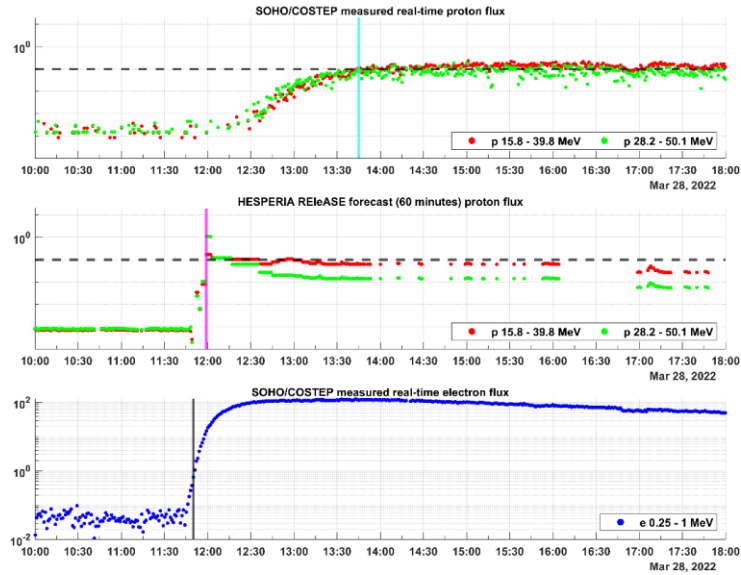 SOHO/COSTEP measured real-time proton flux
10⁰
p 15.8 - 39.8 MeV p 28.2 - 50.1 MeV
10:00 10:30 11:00 11:30 12:00 12:30 13:00 13:30 14:00 14:30 15:00 15:30 16:00 16:30 17:00 17:30 18:00
Mar 28, 2022
HESPERIA REleASE forecast (60 minutes) proton flux
10⁰
p 15.8 - 39.8 MeV p 28.2 - 50.1 MeV
10:00 10:30 11:00 11:30 12:00 12:30 13:00 13:30 14:00 14:30 15:00 15:30 16:00 16:30 17:00 17:30 18:00
Mar 28, 2022
SOHO/COSTEP measured real-time electron flux
10²
10⁰
e 0.25 - 1 MeV
10⁻²
10:00 10:30 11:00 11:30 12:00 12:30 13:00 13:30 14:00 14:30 15:00 15:30 16:00 16:30 17:00 17:30 18:00
Mar 28, 2022